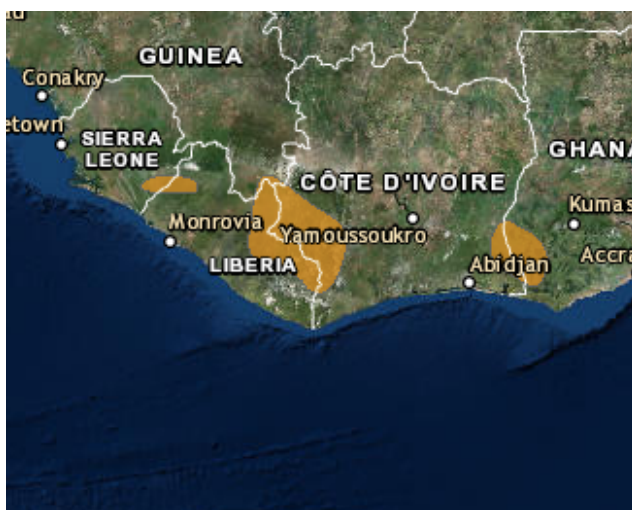 GUINEA
Conakry
etown
SIERRA
LEONE
GHANA
CÔTE D'IVOIRE
Kumas
Monrovia
Yamoussoukro
Accra
LIBERIA
Abidjan